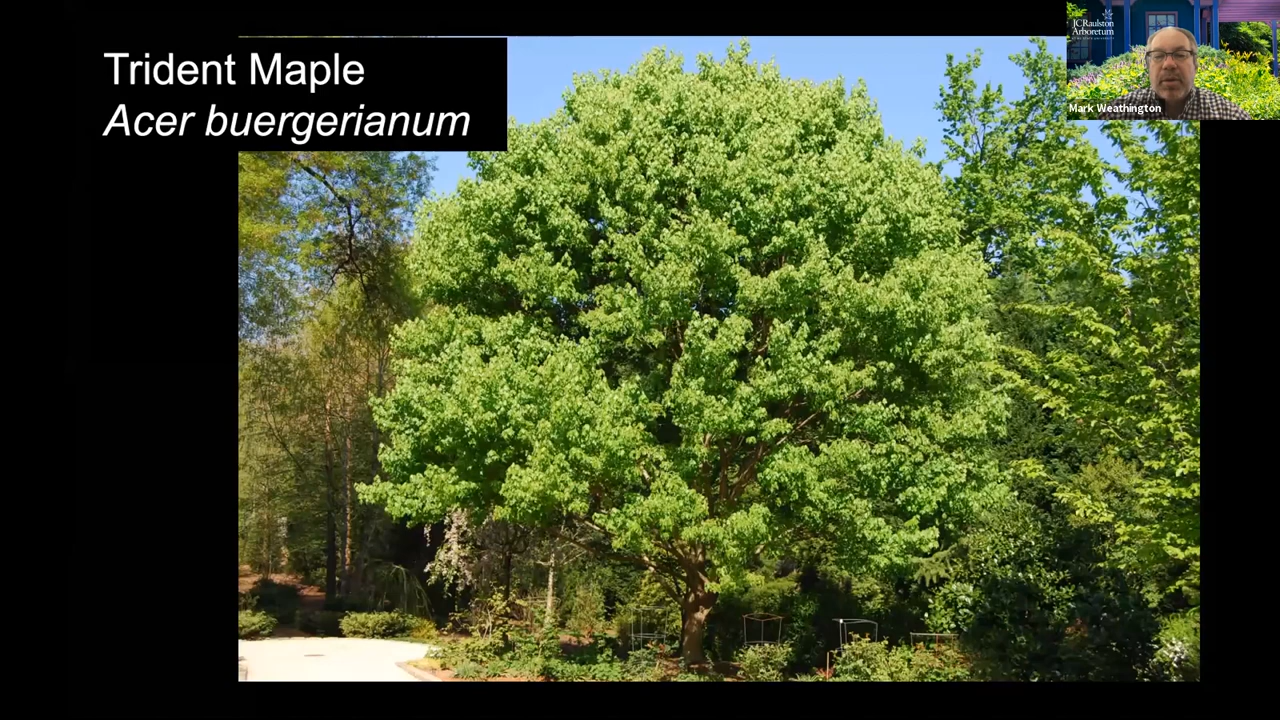 Trident Maple
Acer buergerianum
JCRaulston
Arboretum
Mark Weathington